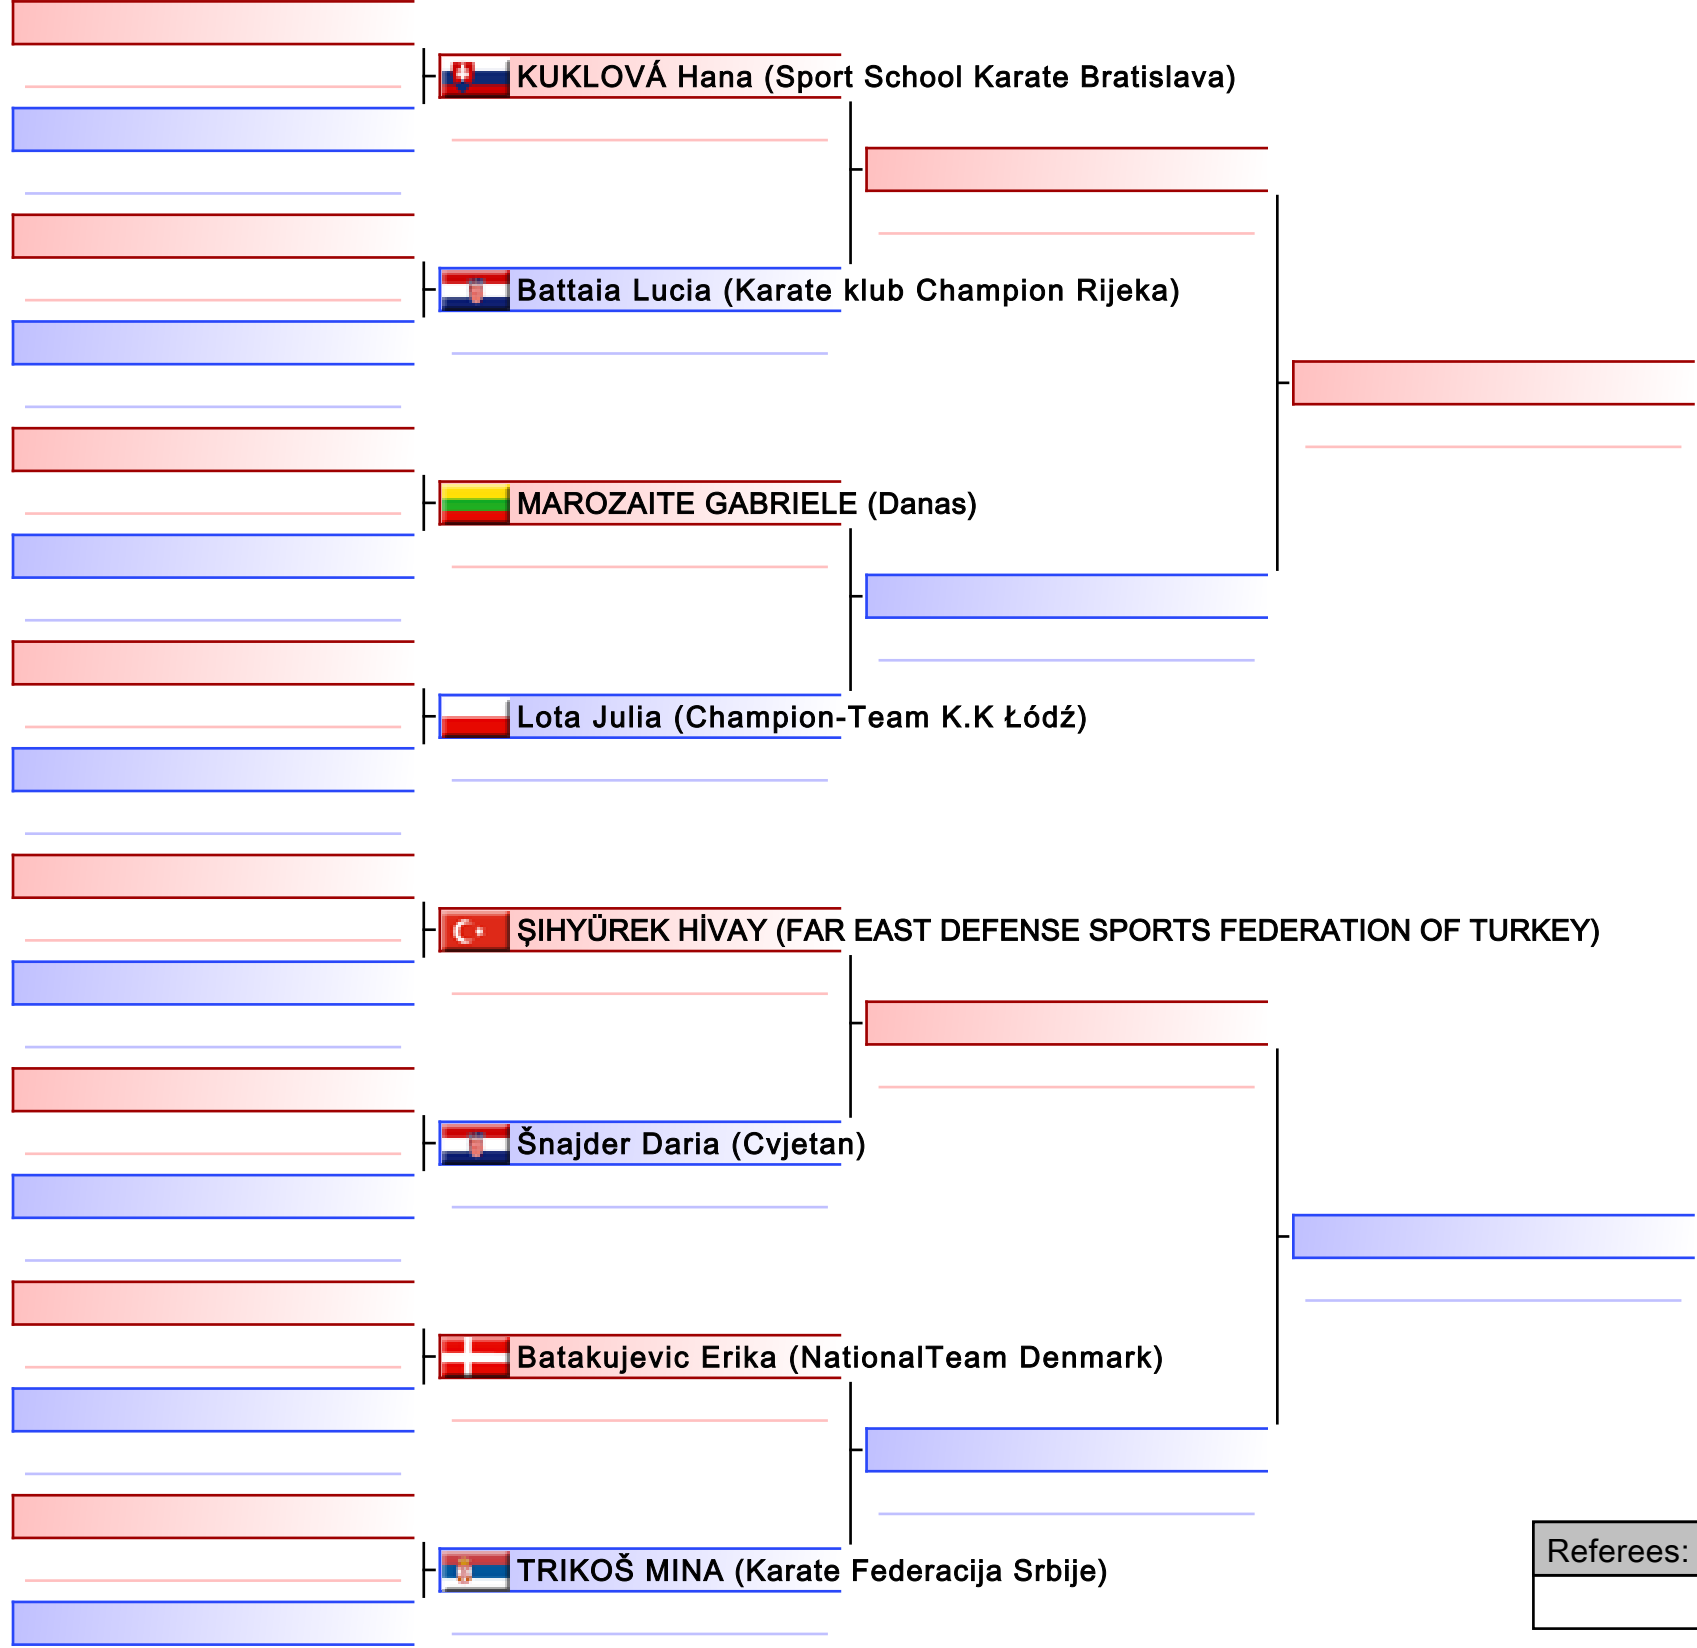 KUKLOVÁ Hana (Sport School Karate Bratislava)
Battaia Lucia (Karate klub Champion Rijeka)
MAROZAITE GABRIELE (Danas)
Lota Julia (Champion-Team K.K Łódź)
ŞIHYÜREK HİVAY (FAR EAST DEFENSE SPORTS FEDERATION OF TURKEY)
Šnajder Daria (Cvjetan)
Batakujevic Erika (NationalTeam Denmark)
TRIKOŠ MINA (Karate Federacija Srbije)
Referees: